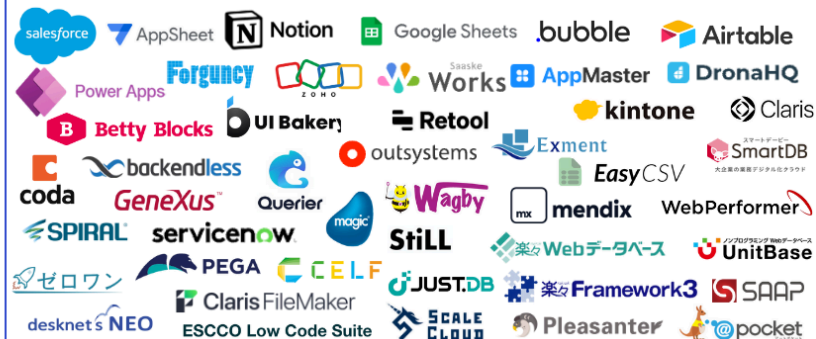 salesforce
AppSheet
Notion
Google Sheets
.bubble
Airtable
Power Apps
Forguncy
ZOHO
Saaske
Works
AppMaster
DronaHQ
B Betty Blocks
UI Bakery
Retool
kintone
Claris
coda
backendless
Querier
outsystems
Exment
EasyCSV
スマートデービー
SmartDB
大企業の業務デジタル化クラウド
GeneXus™
magic
Wagby
mx mendix
WebPerformer
SPIRAL
servicenow
StiLL
楽々Webデータベース
ノンプログラミング Webデータベース
UnitBase
ゼロワン
PEGA
CELF
JUST.DB
楽々Framework3
SAAP
Claris FileMaker
desknet's NEO
ESCCO Low Code Suite
SCALE
CLOUD
Pleasanter
@pocket